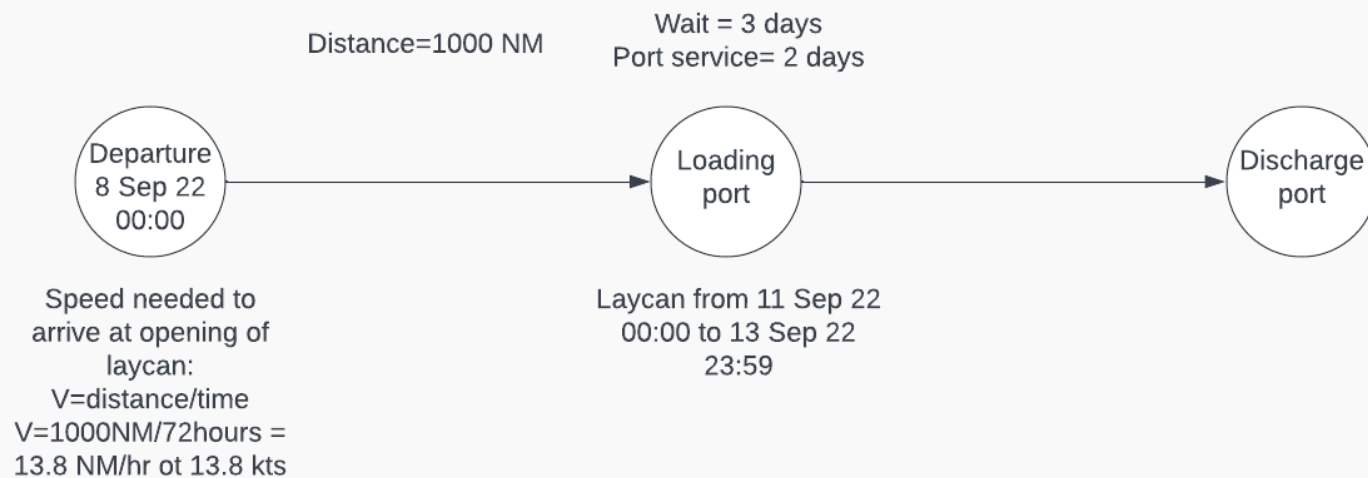 Distance=1000 NM
Wait = 3 days
Port service= 2 days
Departure
8 Sep 22
00:00
Loading
port
Discharge
port
Speed needed to
arrive at opening of
laycan:
V=distance/time
V=1000NM/72hours =
13.8 NM/hr ot 13.8 kts
Laycan from 11 Sep 22
00:00 to 13 Sep 22
23:59